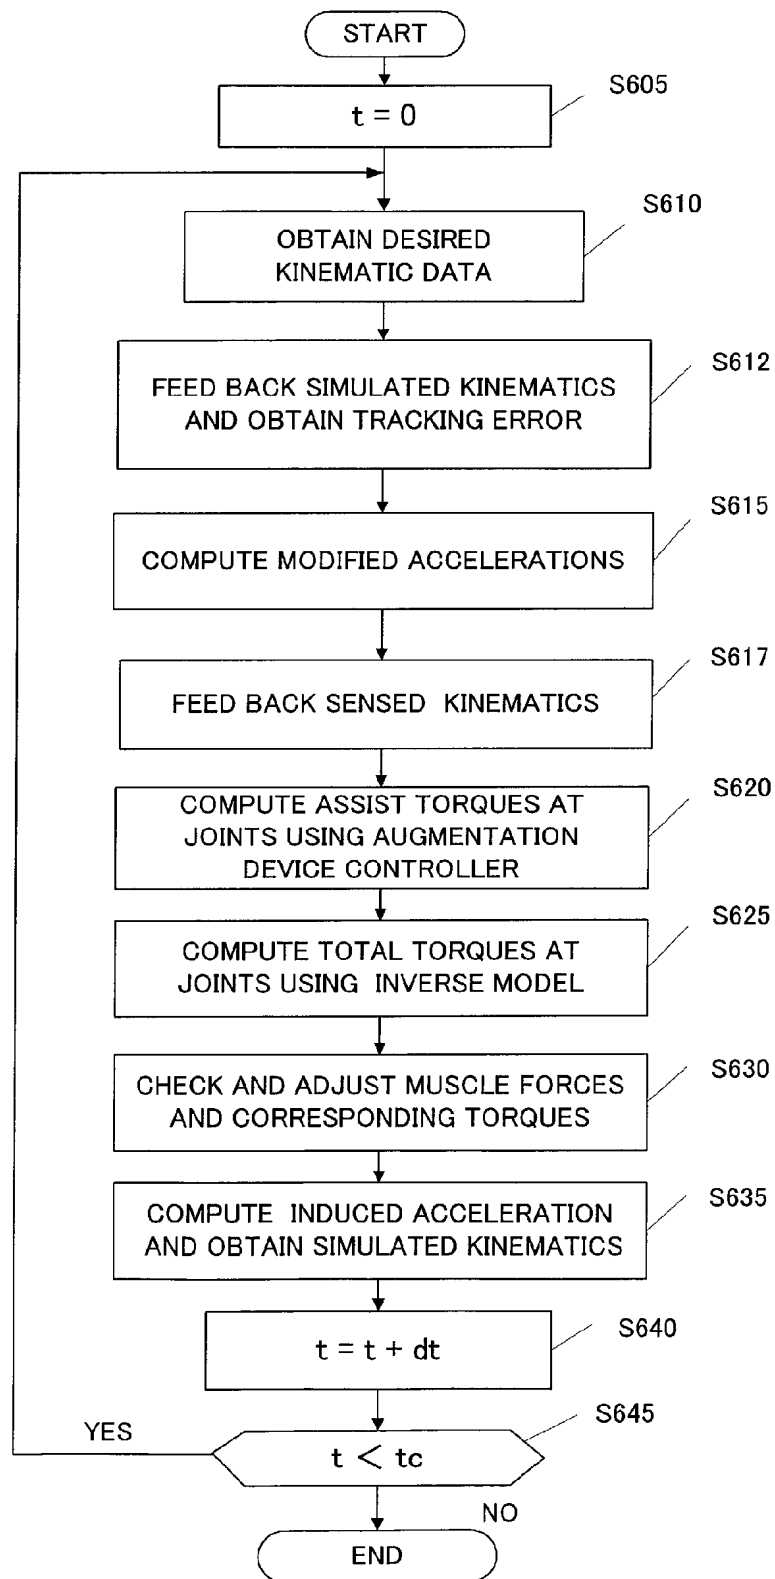 START
S605
t = 0
S610
OBTAIN DESIRED
KINEMATIC DATA
S612
FEED BACK SIMULATED KINEMATICS
AND OBTAIN TRACKING ERROR
S615
COMPUTE MODIFIED ACCELERATIONS
S617
FEED BACK SENSED KINEMATICS
S620
COMPUTE ASSIST TORQUES AT
JOINTS USING AUGMENTATION
DEVICE CONTROLLER
S625
COMPUTE TOTAL TORQUES AT
JOINTS USING INVERSE MODEL
S630
CHECK AND ADJUST MUSCLE FORCES
AND CORRESPONDING TORQUES
S635
COMPUTE INDUCED ACCELERATION
AND OBTAIN SIMULATED KINEMATICS
S640
t = t + dt
S645
YES
t < tc
NO
END